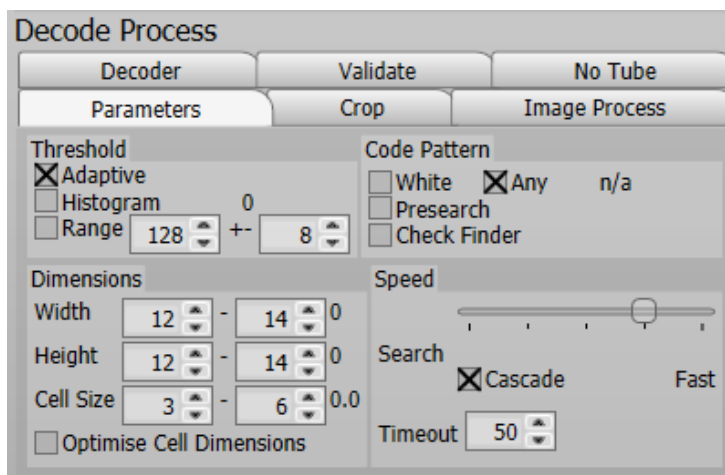 Decode Process
Decoder Validate No Tube
Parameters Crop Image Process
Threshold
Adaptive
Histogram 0
Range 128 +- 8
Code Pattern
White Any n/a
Presearch
Check Finder
Dimensions
Width 12 - 14 0
Height 12 - 14 0
Cell Size 3 - 6 0.0
Optimise Cell Dimensions
Speed
Search
Cascade Fast
Timeout 50